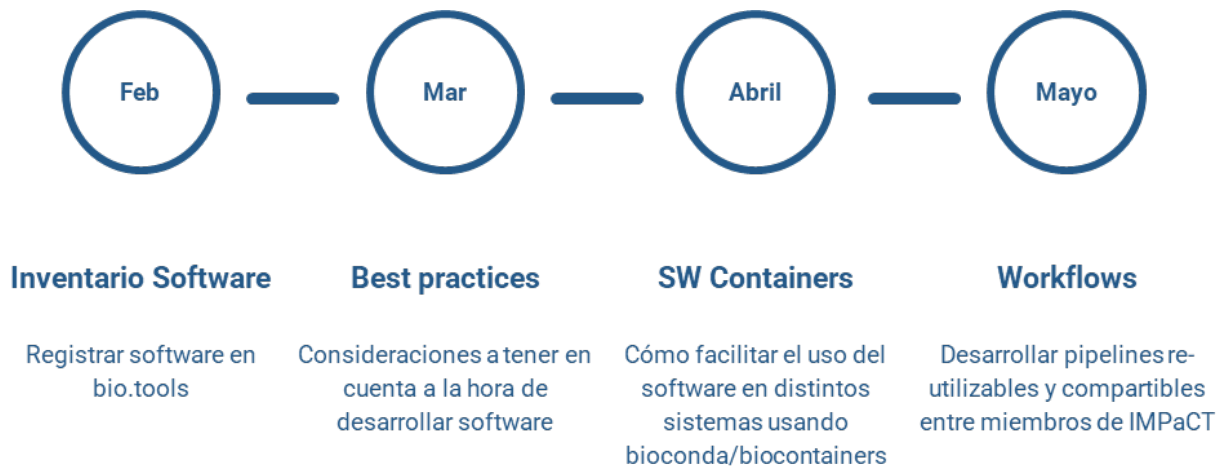 Feb
Mar
Abril
Mayo
Inventario Software
Best practices
SW Containers
Workflows
Registrar software en
bio.tools
Consideraciones a tener en
cuenta a la hora de
desarrollar software
Cómo facilitar el uso del
software en distintos
sistemas usando
bioconda/biocontainers
Desarrollar pipelines re-
utilizables y compartibles
entre miembros de IMPaCT